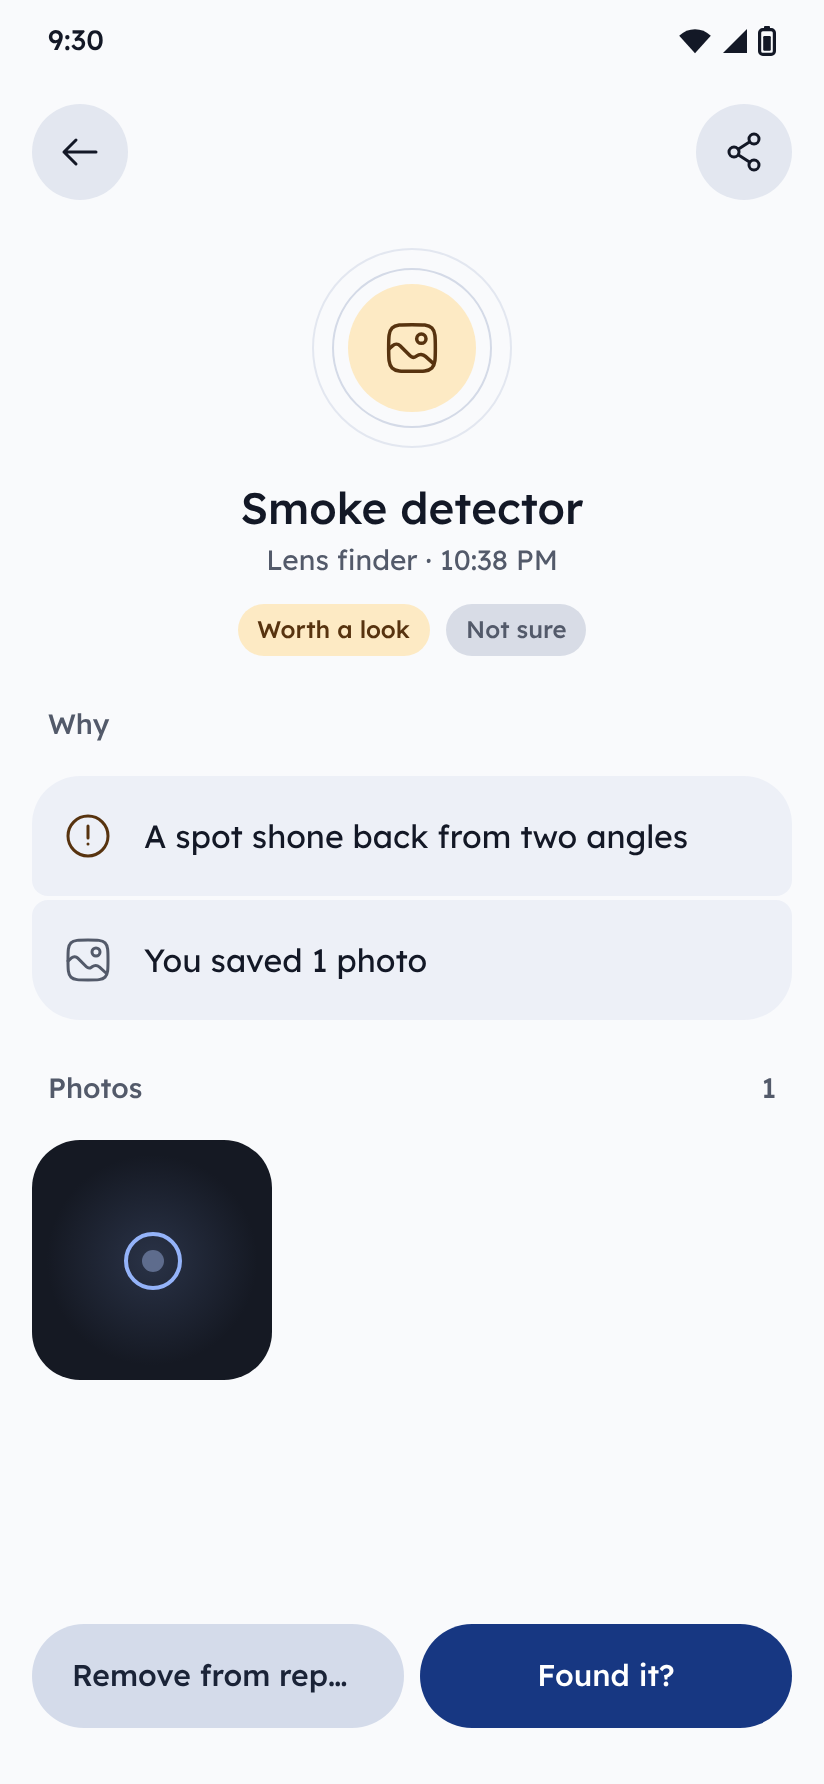 9:30
Smoke detector
Lens finder · 10:38 PM
Worth a look
Not sure
Why
A spot shone back from two angles
You saved 1 photo
Photos
1
Remove from rep...
Found it?